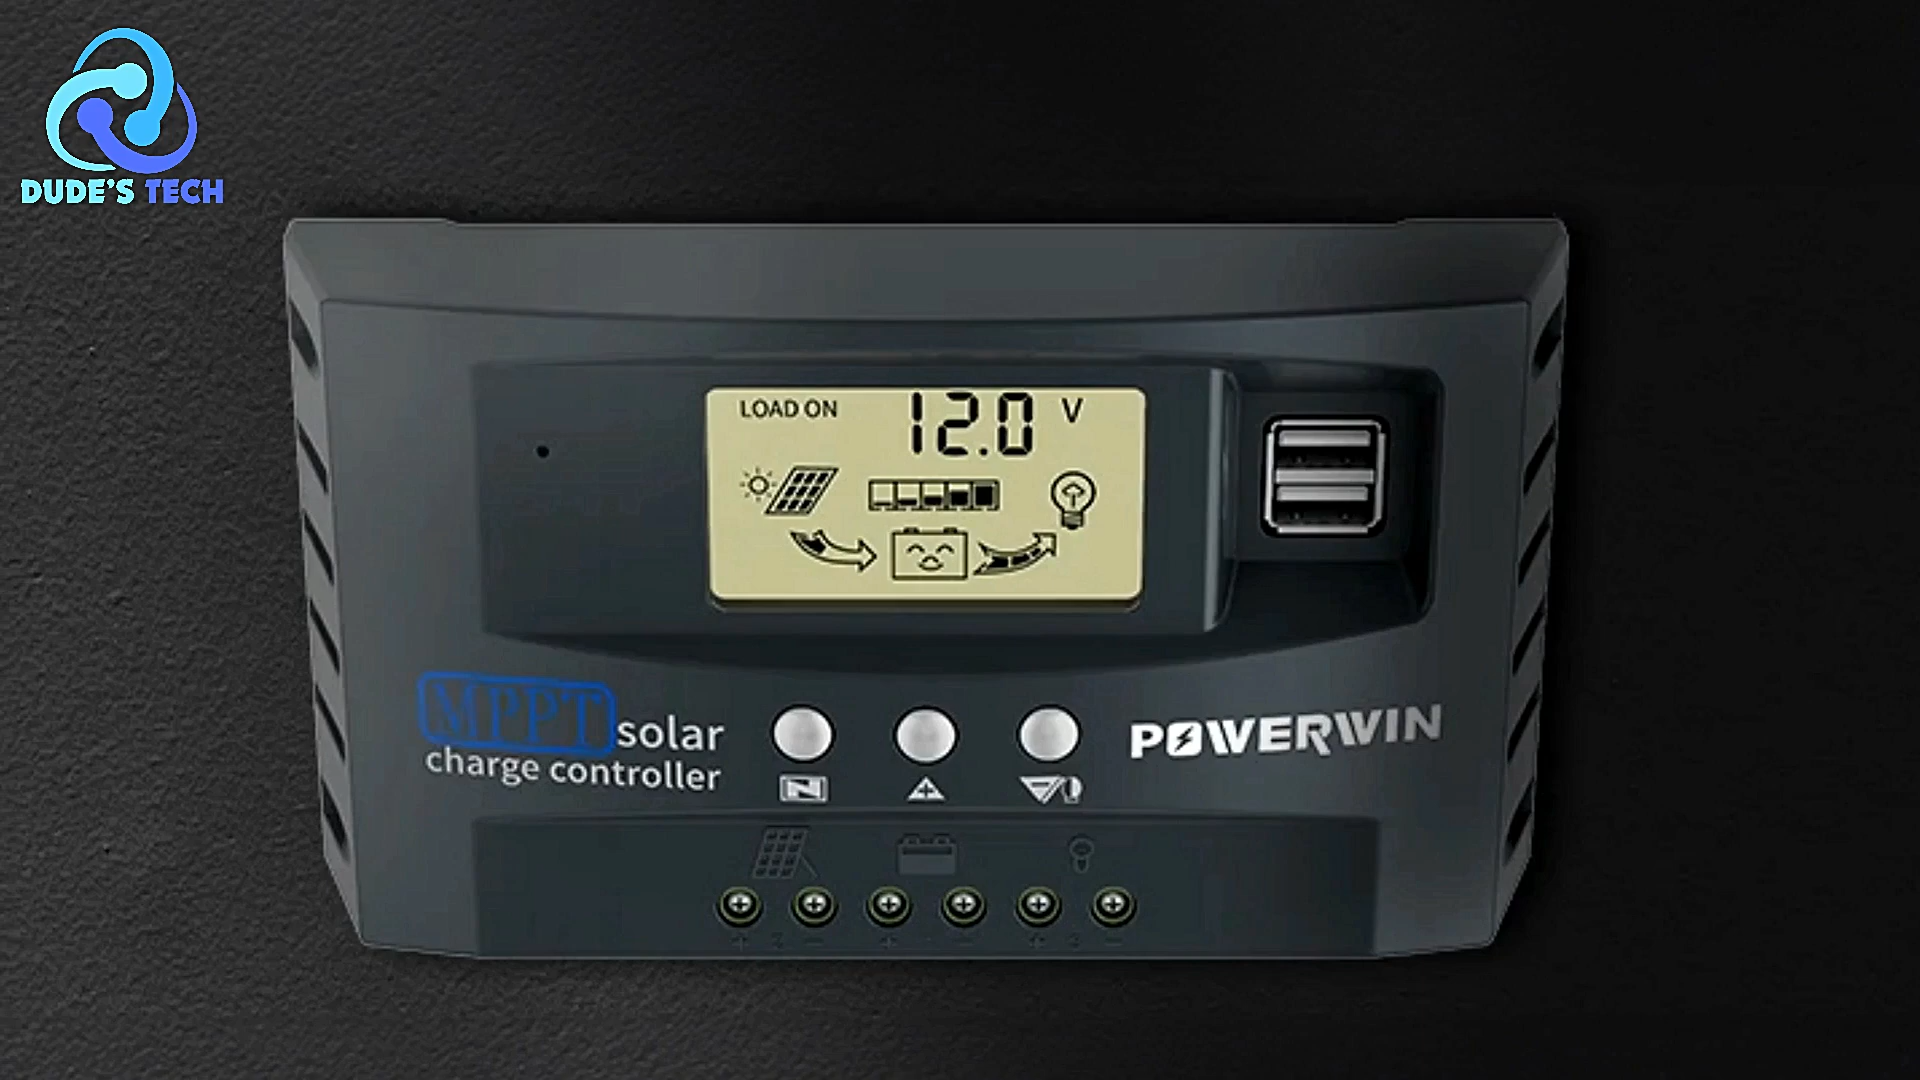 DUDE'S TECH
LOAD ON 12.0 V
MPPT solar
charge controller
POWERWIN